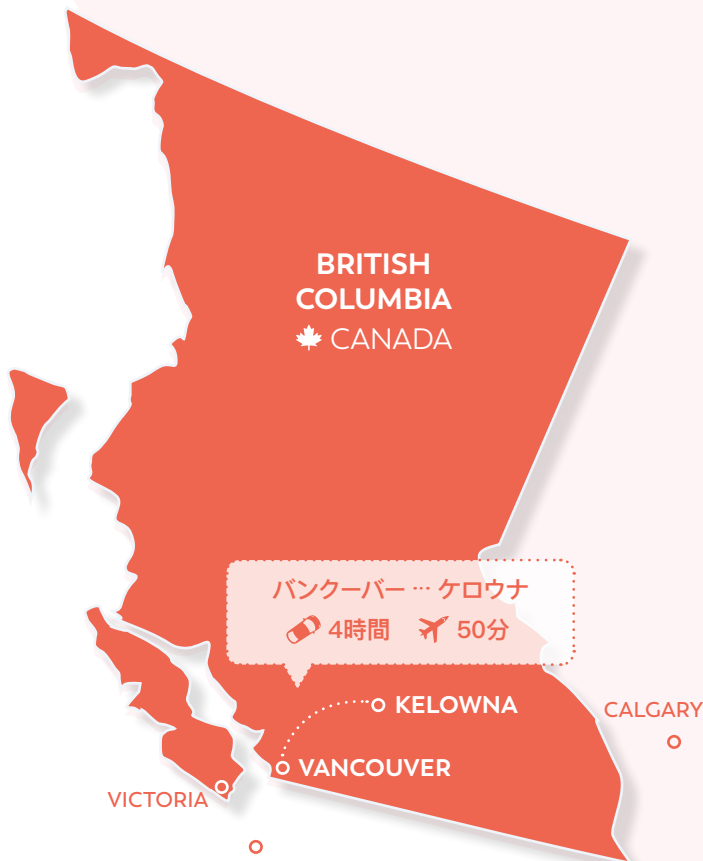 BRITISH
COLUMBIA
CANADA
バンクーバー … ケロウナ
4時間 50分
KELOWNA
CALGARY
VANCOUVER
VICTORIA